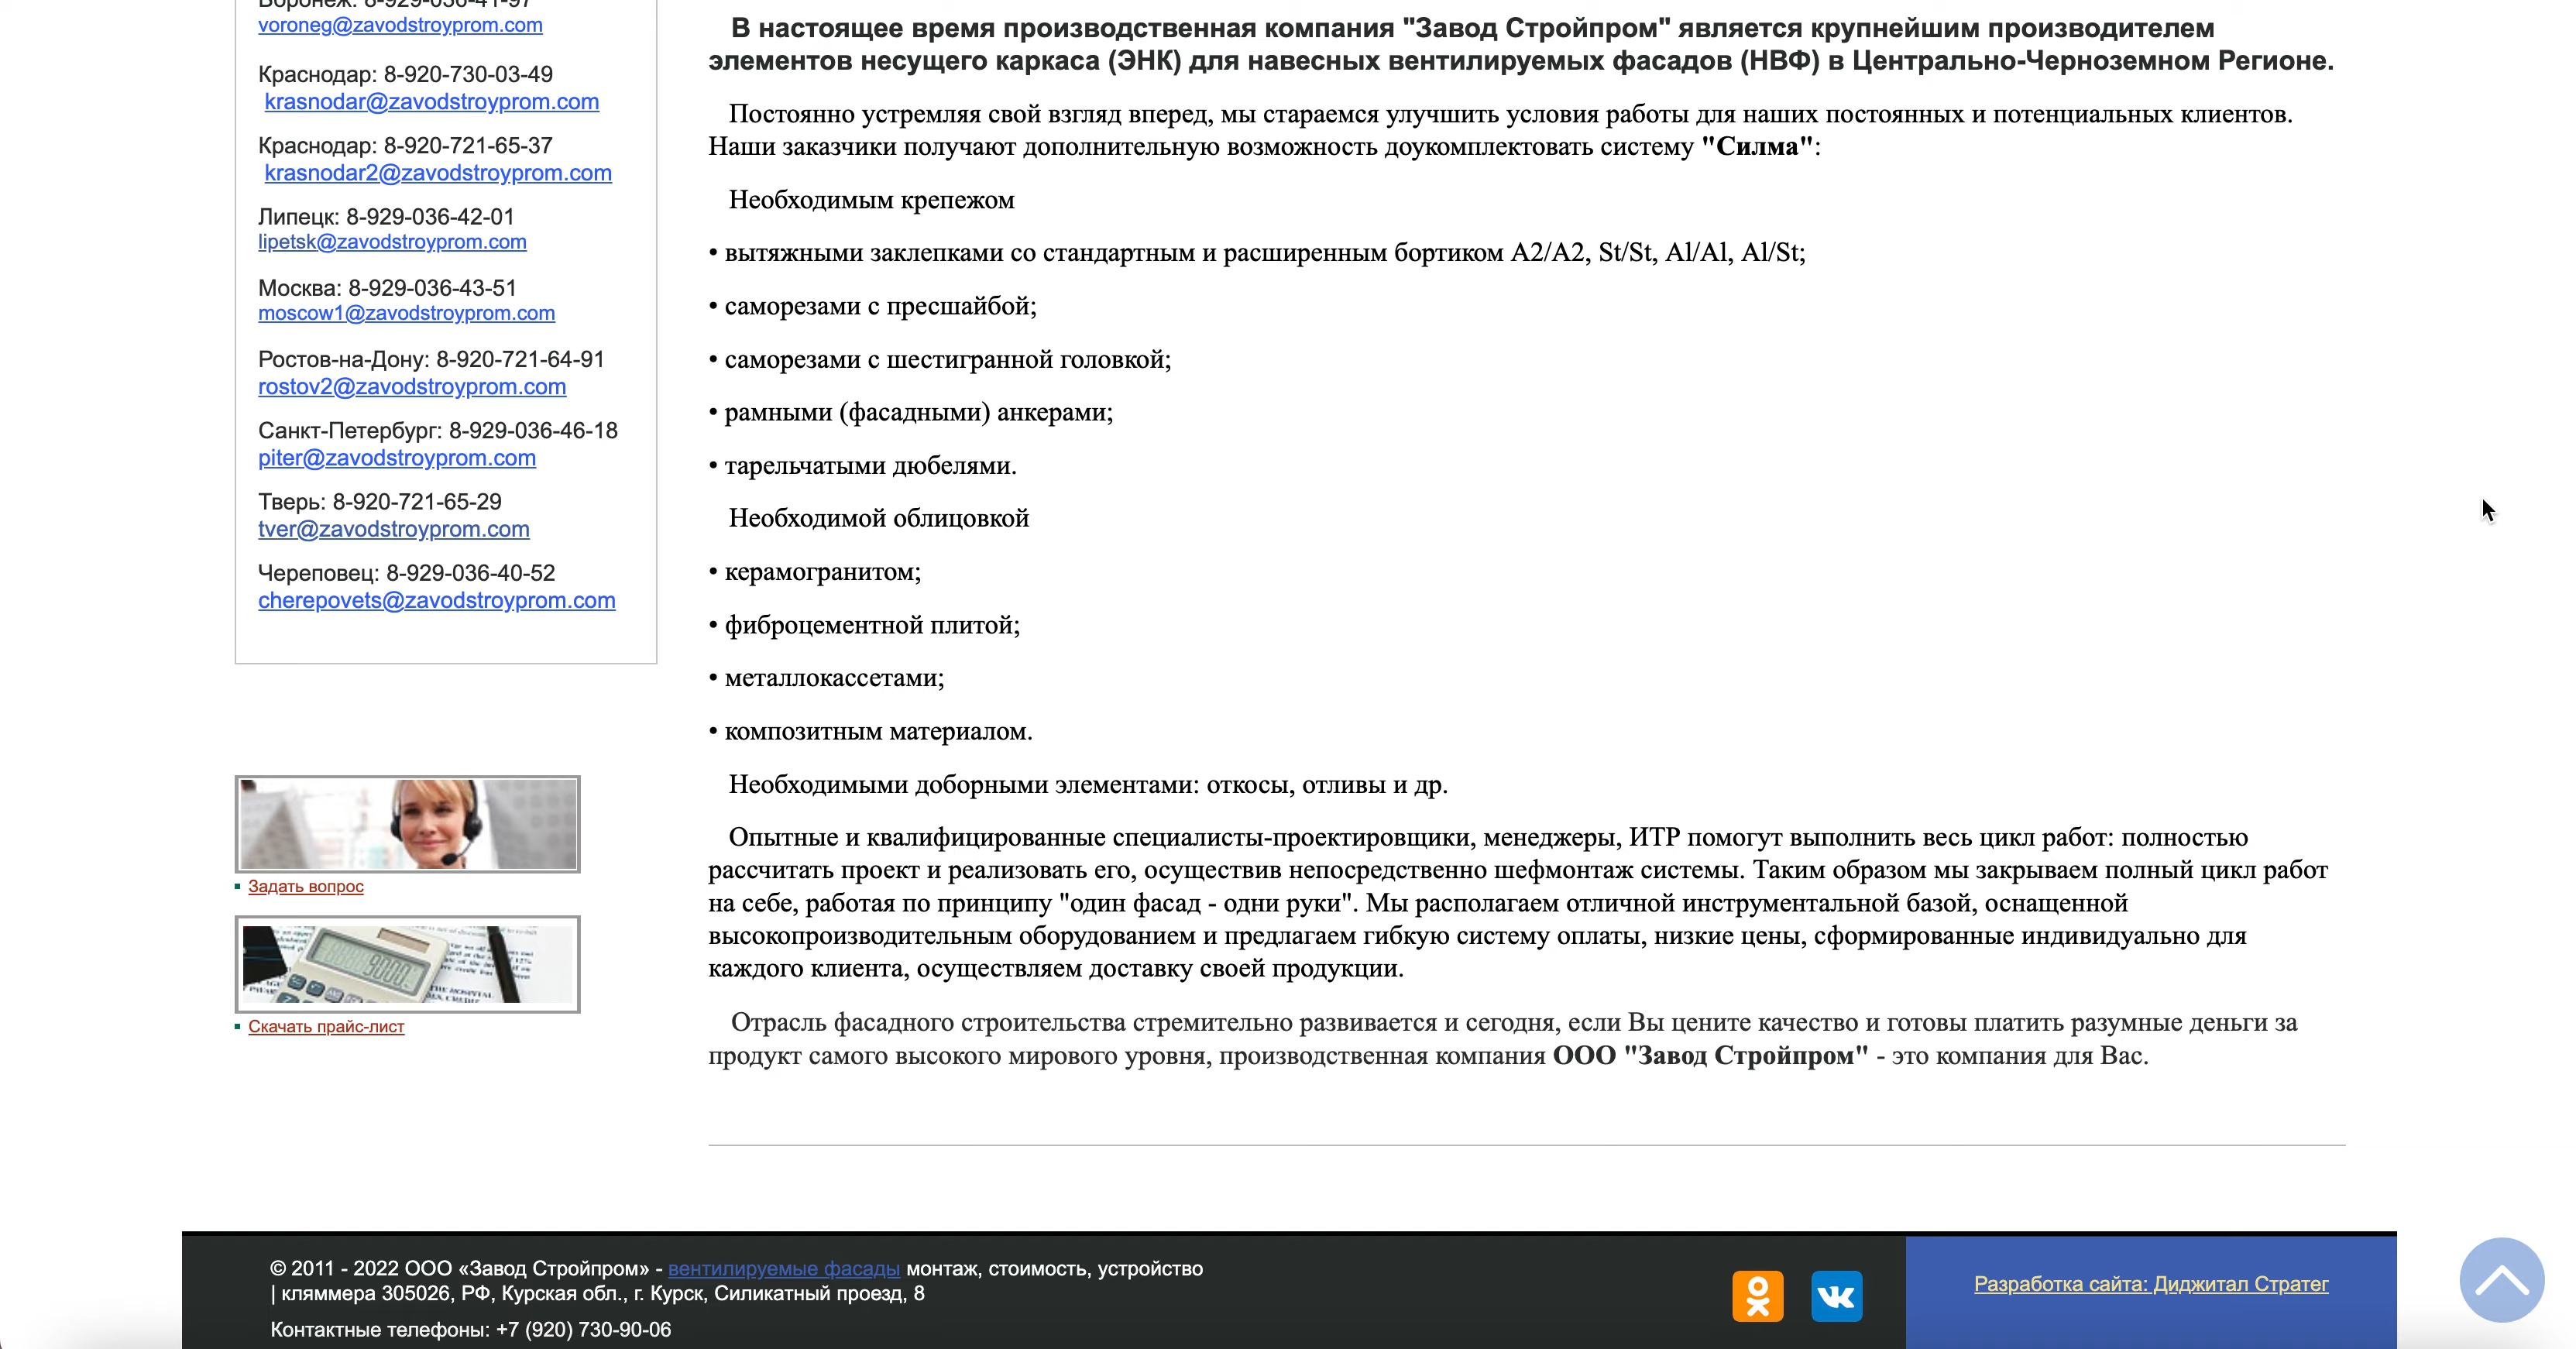 Воронеж: 8-929-036-41-97
voroneg@zavodstroyprom.com
Краснодар: 8-920-730-03-49
krasnodar@zavodstroyprom.com
Краснодар: 8-920-721-65-37
krasnodar2@zavodstroyprom.com
Липецк: 8-929-036-42-01
lipetsk@zavodstroyprom.com
Москва: 8-929-036-43-51
moscow1@zavodstroyprom.com
Ростов-на-Дону: 8-920-721-64-91
rostov2@zavodstroyprom.com
Санкт-Петербург: 8-929-036-46-18
piter@zavodstroyprom.com
Тверь: 8-920-721-65-29
tver@zavodstroyprom.com
Череповец: 8-929-036-40-52
cherepovets@zavodstroyprom.com
Задать вопрос
Скачать прайс-лист
В настоящее время производственная компания "Завод Стройпром" является крупнейшим производителем
элементов несущего каркаса (ЭНК) для навесных вентилируемых фасадов (НВФ) в Центрально-Черноземном Регионе.
Постоянно устремляя свой взгляд вперед, мы стараемся улучшить условия работы для наших постоянных и потенциальных клиентов.
Наши заказчики получают дополнительную возможность доукомплектовать систему "Силма":
Необходимым крепежом
• вытяжными заклепками со стандартным и расширенным бортиком А2/А2, St/St, Al/Al, Al/St;
• саморезами с пресшайбой;
• саморезами с шестигранной головкой;
• рамными (фасадными) анкерами;
• тарельчатыми дюбелями.
Необходимой облицовкой
• керамогранитом;
• фиброцементной плитой;
• металлокассетами;
• композитным материалом.
Необходимыми доборными элементами: откосы, отливы и др.
Опытные и квалифицированные специалисты-проектировщики, менеджеры, ИТР помогут выполнить весь цикл работ: полностью
рассчитать проект и реализовать его, осуществив непосредственно шефмонтаж системы. Таким образом мы закрываем полный цикл работ
на себе, работая по принципу "один фасад - одни руки". Мы располагаем отличной инструментальной базой, оснащенной
высокопроизводительным оборудованием и предлагаем гибкую систему оплаты, низкие цены, сформированные индивидуально для
каждого клиента, осуществляем доставку своей продукции.
Отрасль фасадного строительства стремительно развивается и сегодня, если Вы цените качество и готовы платить разумные деньги за
продукт самого высокого мирового уровня, производственная компания ООО "Завод Стройпром" - это компания для Вас.
© 2011 - 2022 ООО «Завод Стройпром» - вентилируемые фасады монтаж, стоимость, устройство
| кляммера 305026, РФ, Курская обл., г. Курск, Силикатный проезд, 8
Контактные телефоны: +7 (920) 730-90-06
Разработка сайта: Диджитал Стратег